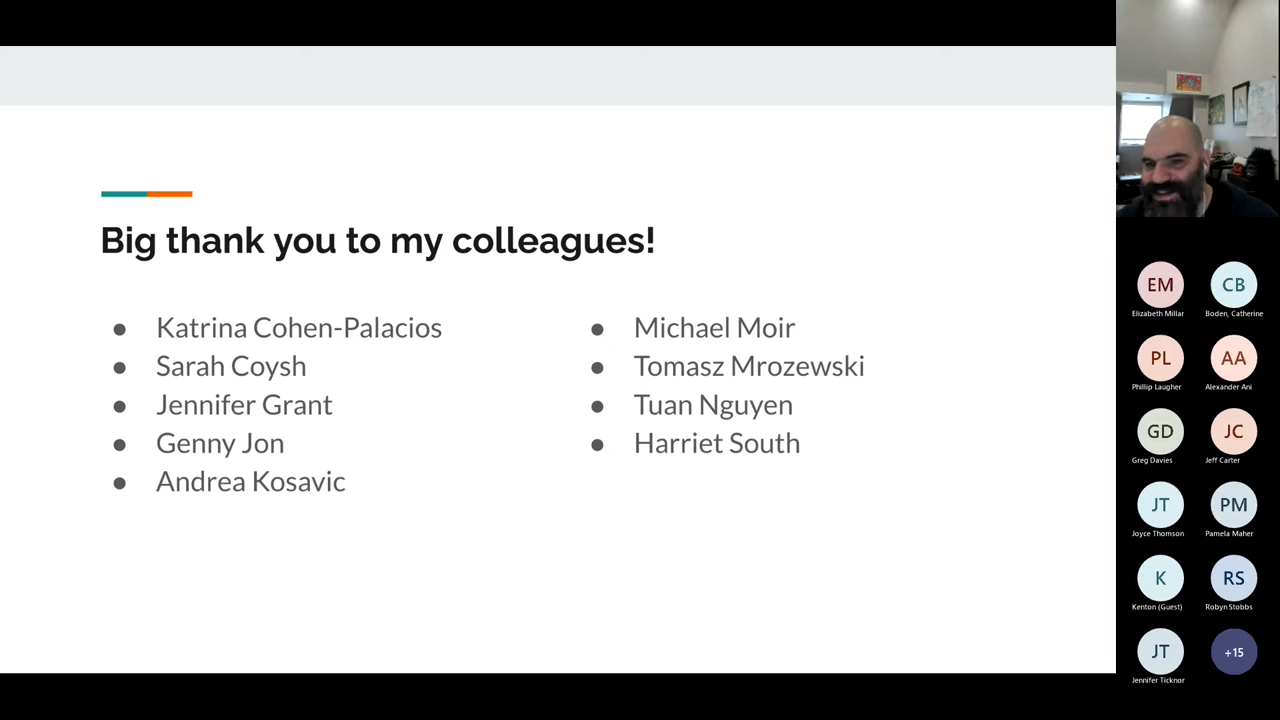 Big thank you to my colleagues!
● Katrina Cohen-Palacios
● Sarah Coysh
● Jennifer Grant
● Genny Jon
● Andrea Kosavic
● Michael Moir
● Tomasz Mrozewski
● Tuan Nguyen
● Harriet South
EM CB
Elizabeth Millar Boden, Catherine
PL AA
Phillip Laugher Alexander Ani
GD JC
Greg Davies Jeff Carter
JT PM
Joyce Thomson Pamela Maher
K RS
Kenton (Guest) Robyn Stobbs
JT +15
Jennifer Ticknor